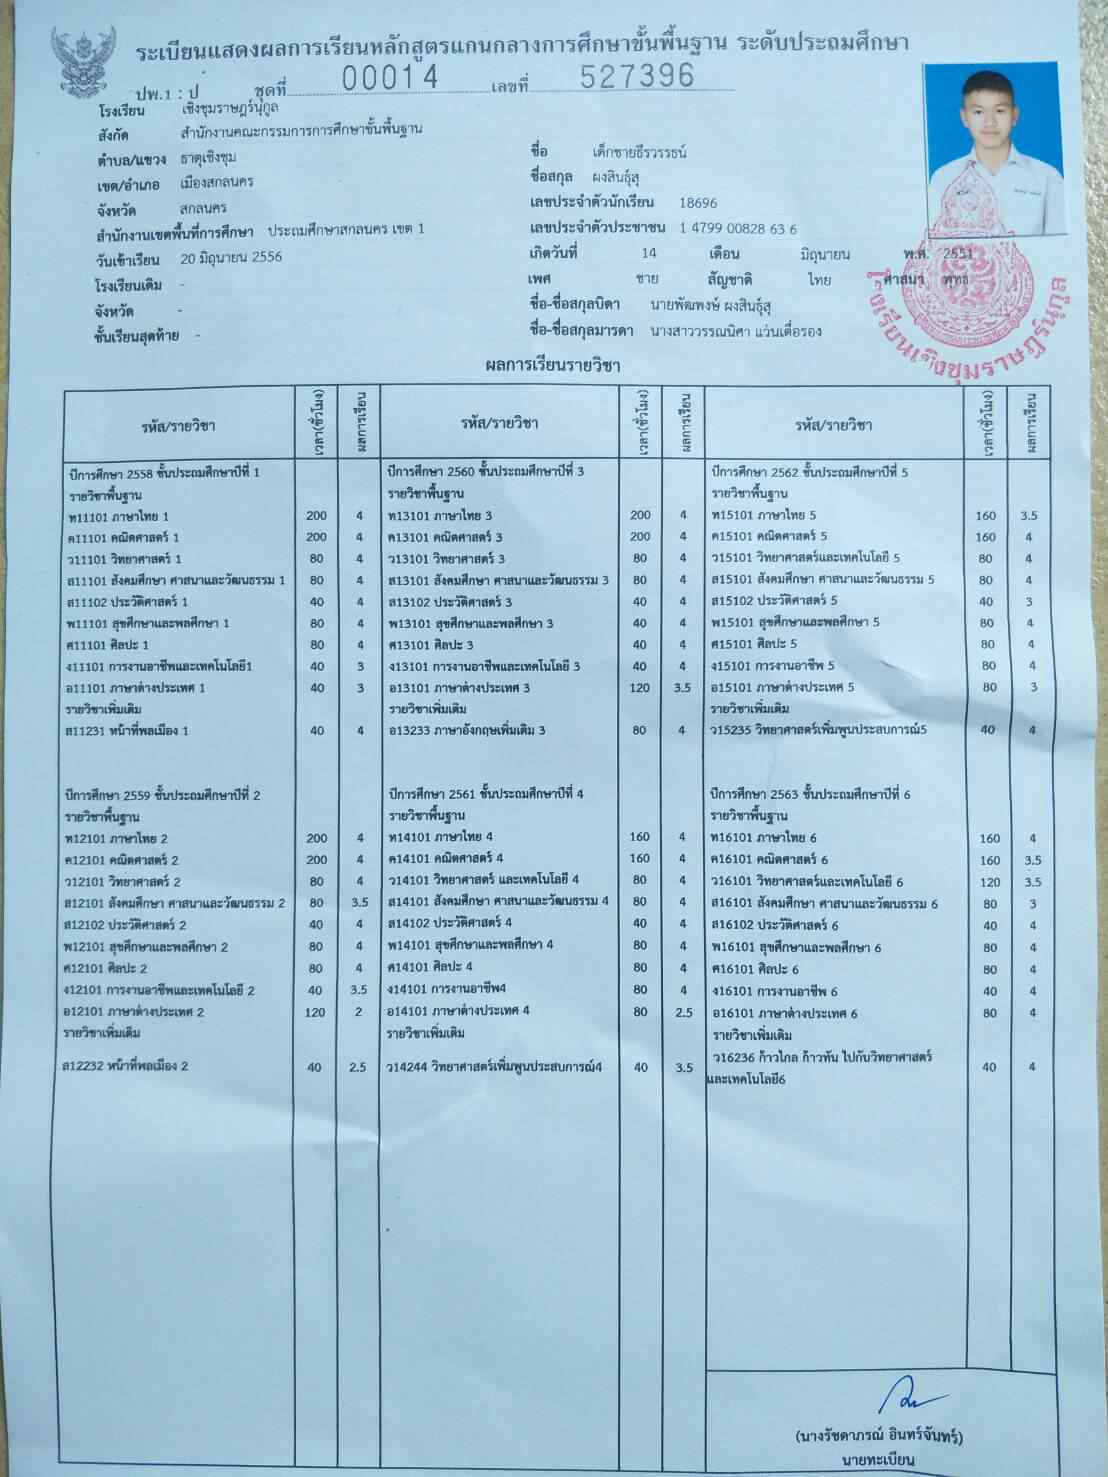 ระเบียนแสดงผลการเรียนหลักสูตรแกนกลางการศึกษาขั้นพื้นฐาน ระดับประถมศึกษา
ปพ.1 : ป ชุดที่ 00014 เลขที่ 527396
โรงเรียน เชิงชุมราษฎร์นุกูล
สังกัด สำนักงานคณะกรรมการการศึกษาขั้นพื้นฐาน
ตำบล/แขวง ธาตุเชิงชุม
เขต/อำเภอ เมืองสกลนคร
จังหวัด สกลนคร
สำนักงานเขตพื้นที่การศึกษา ประถมศึกษาสกลนคร เขต 1
วันเข้าเรียน 20 มิถุนายน 2556
โรงเรียนเดิม -
จังหวัด -
ชั้นเรียนสุดท้าย -
ชื่อ เด็กชายธีรวรรธน์
ชื่อสกุล ผงสินธุ์สุ
เลขประจำตัวนักเรียน 18696
เลขประจำตัวประชาชน 1 4799 00828 63 6
เกิดวันที่ 14 เดือน มิถุนายน พ.ศ. 2551
เพศ ชาย สัญชาติ ไทย ศาสนา พุทธ
ชื่อ-ชื่อสกุลบิดา นายพัฒพงษ์ ผงสินธุ์สุ
ชื่อ-ชื่อสกุลมารดา นางสาววรรณนิศา แว่นเตื่อรอง
โรงเรียนเชิงชุมราษฎร์นุกูล
ผลการเรียนรายวิชา
รหัส/รายวิชา เวลา(ชั่วโมง) ผลการเรียน รหัส/รายวิชา เวลา(ชั่วโมง) ผลการเรียน รหัส/รายวิชา เวลา(ชั่วโมง) ผลการเรียน
ปีการศึกษา 2558 ชั้นประถมศึกษาปีที่ 1
รายวิชาพื้นฐาน
ท11101 ภาษาไทย 1 200 4
ค11101 คณิตศาสตร์ 1 200 4
ว11101 วิทยาศาสตร์ 1 80 4
ส11101 สังคมศึกษา ศาสนาและวัฒนธรรม 1 80 4
ส11102 ประวัติศาสตร์ 1 40 4
พ11101 สุขศึกษาและพลศึกษา 1 80 4
ศ11101 ศิลปะ 1 80 4
ง11101 การงานอาชีพและเทคโนโลยี1 40 3
อ11101 ภาษาต่างประเทศ 1 40 3
รายวิชาเพิ่มเติม
ส11231 หน้าที่พลเมือง 1 40 4
ปีการศึกษา 2559 ชั้นประถมศึกษาปีที่ 2
รายวิชาพื้นฐาน
ท12101 ภาษาไทย 2 200 4
ค12101 คณิตศาสตร์ 2 200 4
ว12101 วิทยาศาสตร์ 2 80 4
ส12101 สังคมศึกษา ศาสนาและวัฒนธรรม 2 80 3.5
ส12102 ประวัติศาสตร์ 2 40 4
พ12101 สุขศึกษาและพลศึกษา 2 80 4
ศ12101 ศิลปะ 2 80 4
ง12101 การงานอาชีพและเทคโนโลยี 2 40 3.5
อ12101 ภาษาต่างประเทศ 2 120 2
รายวิชาเพิ่มเติม
ส12232 หน้าที่พลเมือง 2 40 2.5
ปีการศึกษา 2560 ชั้นประถมศึกษาปีที่ 3
รายวิชาพื้นฐาน
ท13101 ภาษาไทย 3 200 4
ค13101 คณิตศาสตร์ 3 200 4
ว13101 วิทยาศาสตร์ 3 80 4
ส13101 สังคมศึกษา ศาสนาและวัฒนธรรม 3 80 4
ส13102 ประวัติศาสตร์ 3 40 4
พ13101 สุขศึกษาและพลศึกษา 3 40 4
ศ13101 ศิลปะ 3 40 4
ง13101 การงานอาชีพและเทคโนโลยี 3 40 4
อ13101 ภาษาต่างประเทศ 3 120 3.5
รายวิชาเพิ่มเติม
อ13233 ภาษาอังกฤษเพิ่มเติม 3 80 4
ปีการศึกษา 2561 ชั้นประถมศึกษาปีที่ 4
รายวิชาพื้นฐาน
ท14101 ภาษาไทย 4 160 4
ค14101 คณิตศาสตร์ 4 160 4
ว14101 วิทยาศาสตร์ และเทคโนโลยี 4 80 4
ส14101 สังคมศึกษา ศาสนาและวัฒนธรรม 4 80 4
ส14102 ประวัติศาสตร์ 4 40 4
พ14101 สุขศึกษาและพลศึกษา 4 80 4
ศ14101 ศิลปะ 4 80 4
ง14101 การงานอาชีพ4 80 4
อ14101 ภาษาต่างประเทศ 4 80 2.5
รายวิชาเพิ่มเติม
ว14244 วิทยาศาสตร์เพิ่มพูนประสบการณ์4 40 3.5
ปีการศึกษา 2562 ชั้นประถมศึกษาปีที่ 5
รายวิชาพื้นฐาน
ท15101 ภาษาไทย 5 160 3.5
ค15101 คณิตศาสตร์ 5 160 4
ว15101 วิทยาศาสตร์และเทคโนโลยี 5 80 4
ส15101 สังคมศึกษา ศาสนาและวัฒนธรรม 5 80 4
ส15102 ประวัติศาสตร์ 5 40 3
พ15101 สุขศึกษาและพลศึกษา 5 80 4
ศ15101 ศิลปะ 5 80 4
ง15101 การงานอาชีพ 5 80 4
อ15101 ภาษาต่างประเทศ 5 80 3
รายวิชาเพิ่มเติม
ว15235 วิทยาศาสตร์เพิ่มพูนประสบการณ์5 40 4
ปีการศึกษา 2563 ชั้นประถมศึกษาปีที่ 6
รายวิชาพื้นฐาน
ท16101 ภาษาไทย 6 160 4
ค16101 คณิตศาสตร์ 6 160 3.5
ว16101 วิทยาศาสตร์และเทคโนโลยี 6 120 3.5
ส16101 สังคมศึกษา ศาสนาและวัฒนธรรม 6 80 3
ส16102 ประวัติศาสตร์ 6 40 4
พ16101 สุขศึกษาและพลศึกษา 6 80 4
ศ16101 ศิลปะ 6 80 4
ง16101 การงานอาชีพ 6 40 4
อ16101 ภาษาต่างประเทศ 6 80 4
รายวิชาเพิ่มเติม
ว16236 ก้าวไกล ก้าวทัน ไปกับวิทยาศาสตร์ 40 4
และเทคโนโลยี6
(นางรัชดาภรณ์ อินทร์จันทร์)
นายทะเบียน